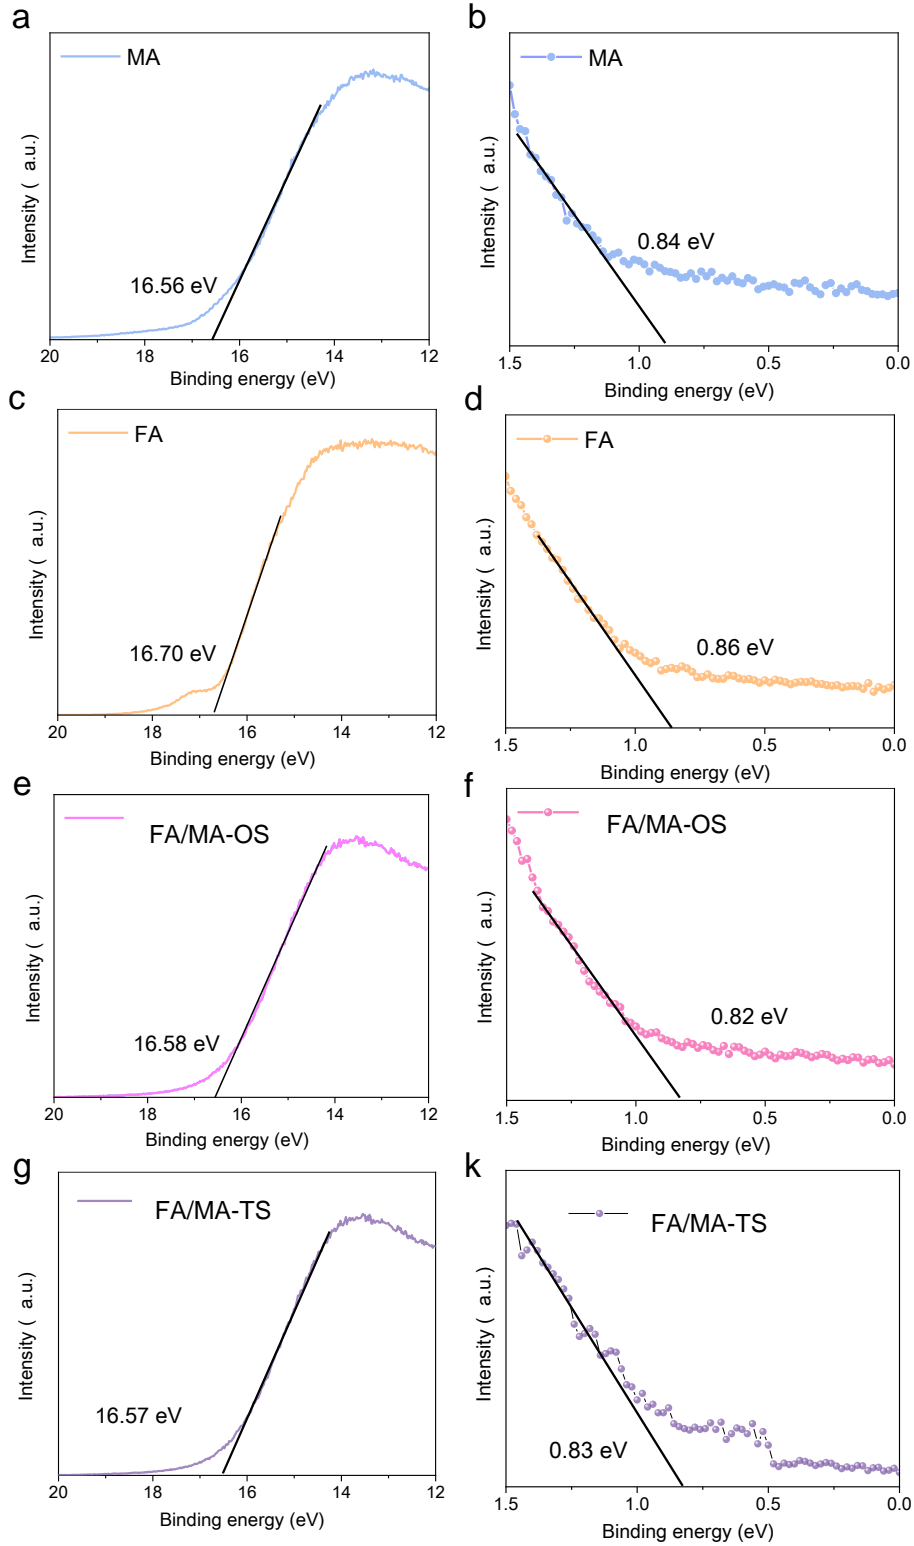 a
MA
16.56 eV
Intensity ( a.u.)
20 18 16 14 12
Binding energy (eV)
b
MA
0.84 eV
Intensity ( a.u.)
1.5 1.0 0.5 0.0
Binding energy (eV)
c
FA
16.70 eV
Intensity ( a.u.)
20 18 16 14 12
Binding energy (eV)
d
FA
0.86 eV
Intensity ( a.u.)
1.5 1.0 0.5 0.0
Binding energy (eV)
e
FA/MA-OS
16.58 eV
Intensity ( a.u.)
20 18 16 14 12
Binding energy (eV)
f
FA/MA-OS
0.82 eV
Intensity ( a.u.)
1.5 1.0 0.5 0.0
Binding energy (eV)
g
FA/MA-TS
16.57 eV
Intensity ( a.u.)
20 18 16 14 12
Binding energy (eV)
k
FA/MA-TS
0.83 eV
Intensity ( a.u.)
1.5 1.0 0.5 0.0
Binding energy (eV)